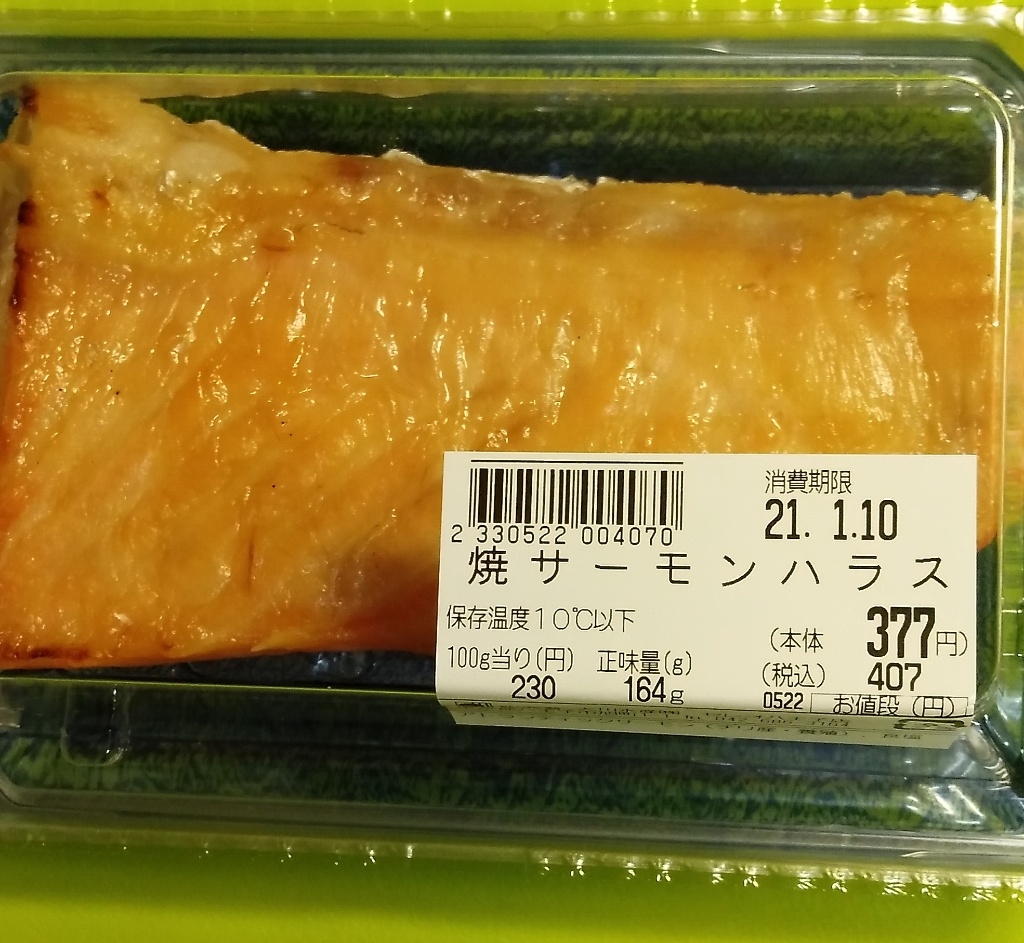 消費期限
21. 1.10
2 330522 004070
焼サーモンハラス
保存温度10℃以下
(本体 377円)
100g当り(円) 正味量(g)
(税込) 407
230 164g
0522 お値段(円)